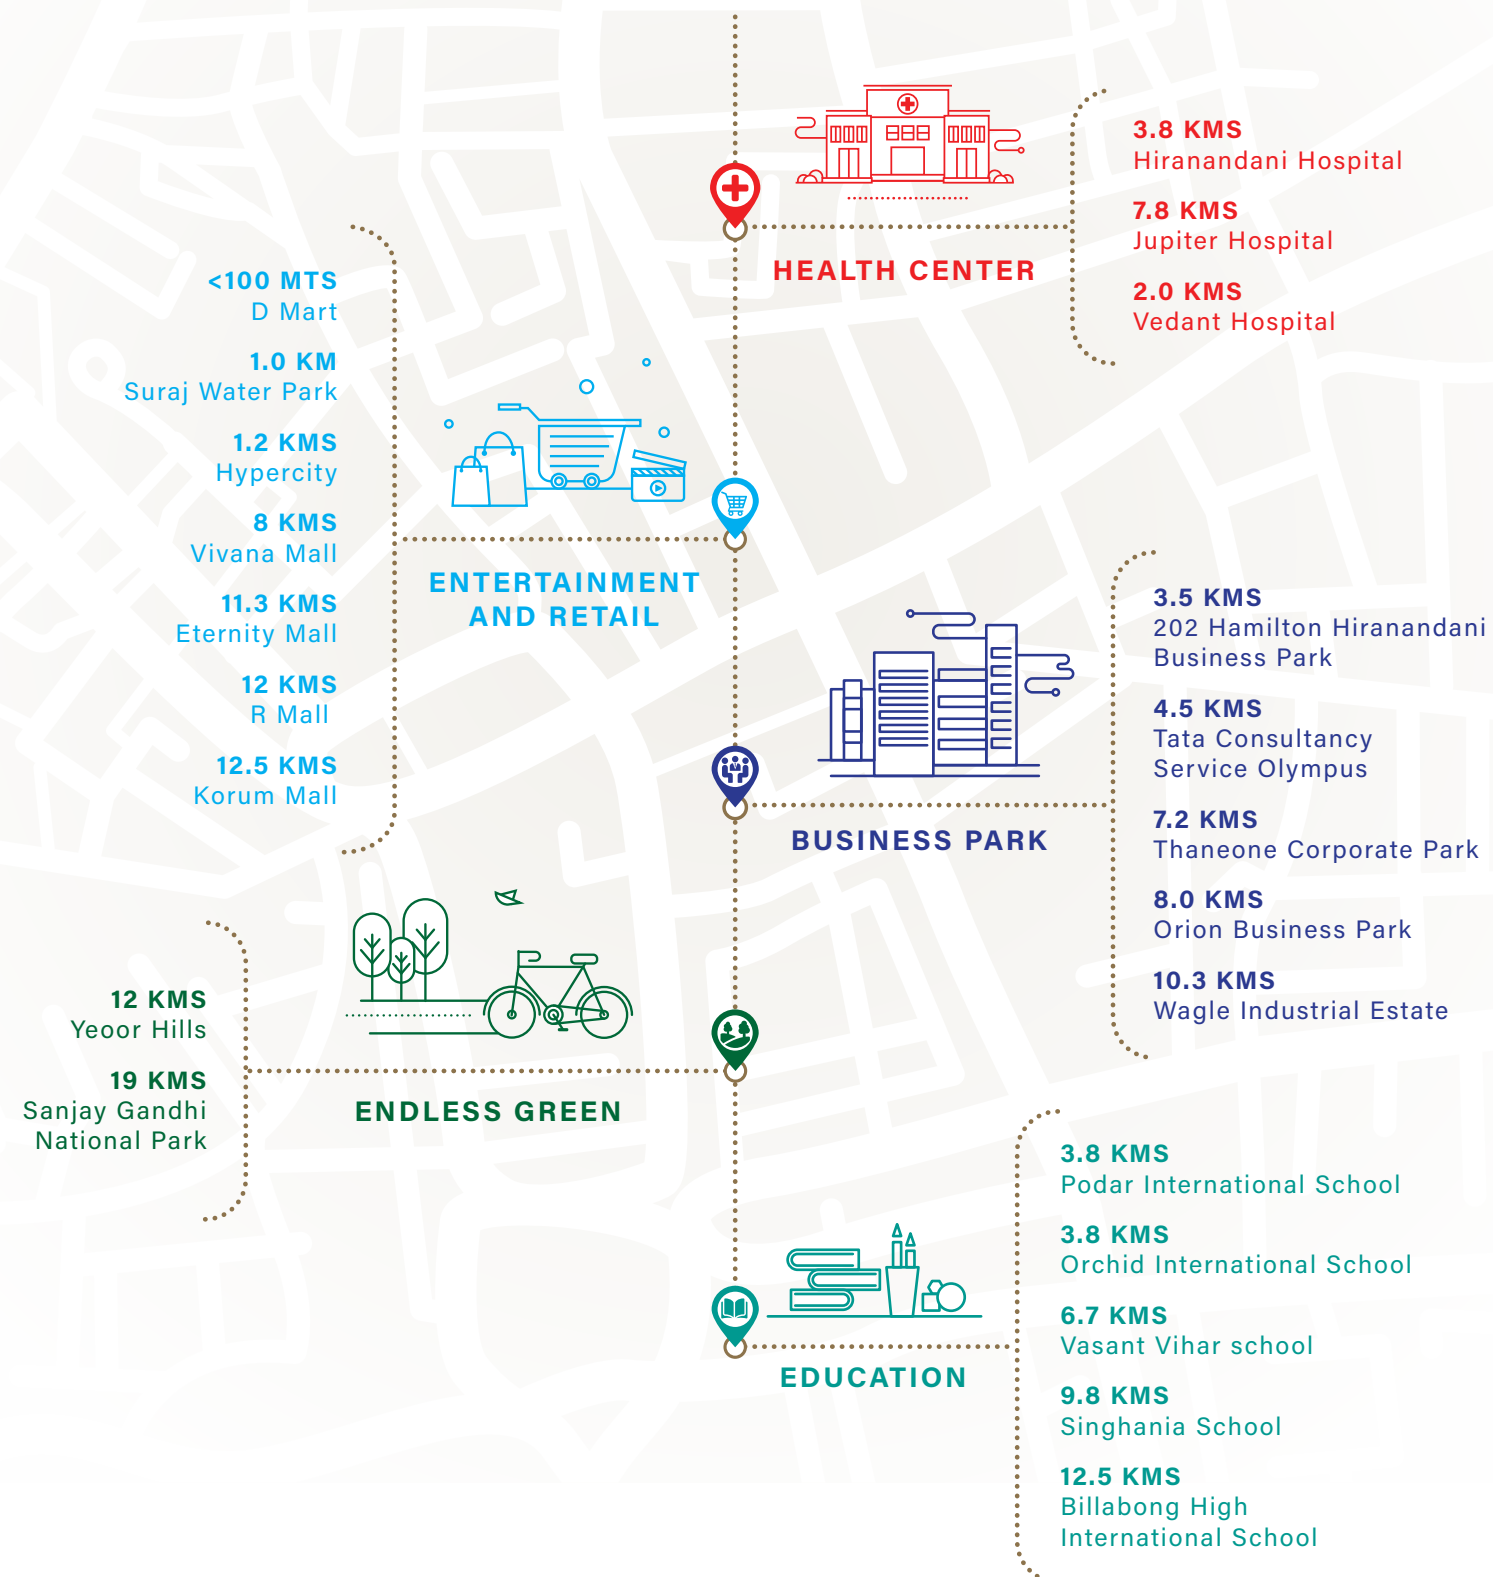 3.8 KMS
Hiranandani Hospital
7.8 KMS
Jupiter Hospital
2.0 KMS
Vedant Hospital
HEALTH CENTER
<100 MTS
D Mart
1.0 KM
Suraj Water Park
1.2 KMS
Hypercity
8 KMS
Vivana Mall
11.3 KMS
Eternity Mall
12 KMS
R Mall
12.5 KMS
Korum Mall
ENTERTAINMENT
AND RETAIL
3.5 KMS
202 Hamilton Hiranandani
Business Park
4.5 KMS
Tata Consultancy
Service Olympus
7.2 KMS
Thaneone Corporate Park
8.0 KMS
Orion Business Park
10.3 KMS
Wagle Industrial Estate
BUSINESS PARK
12 KMS
Yeoor Hills
19 KMS
Sanjay Gandhi
National Park
ENDLESS GREEN
3.8 KMS
Podar International School
3.8 KMS
Orchid International School
6.7 KMS
Vasant Vihar school
9.8 KMS
Singhania School
12.5 KMS
Billabong High
International School
EDUCATION